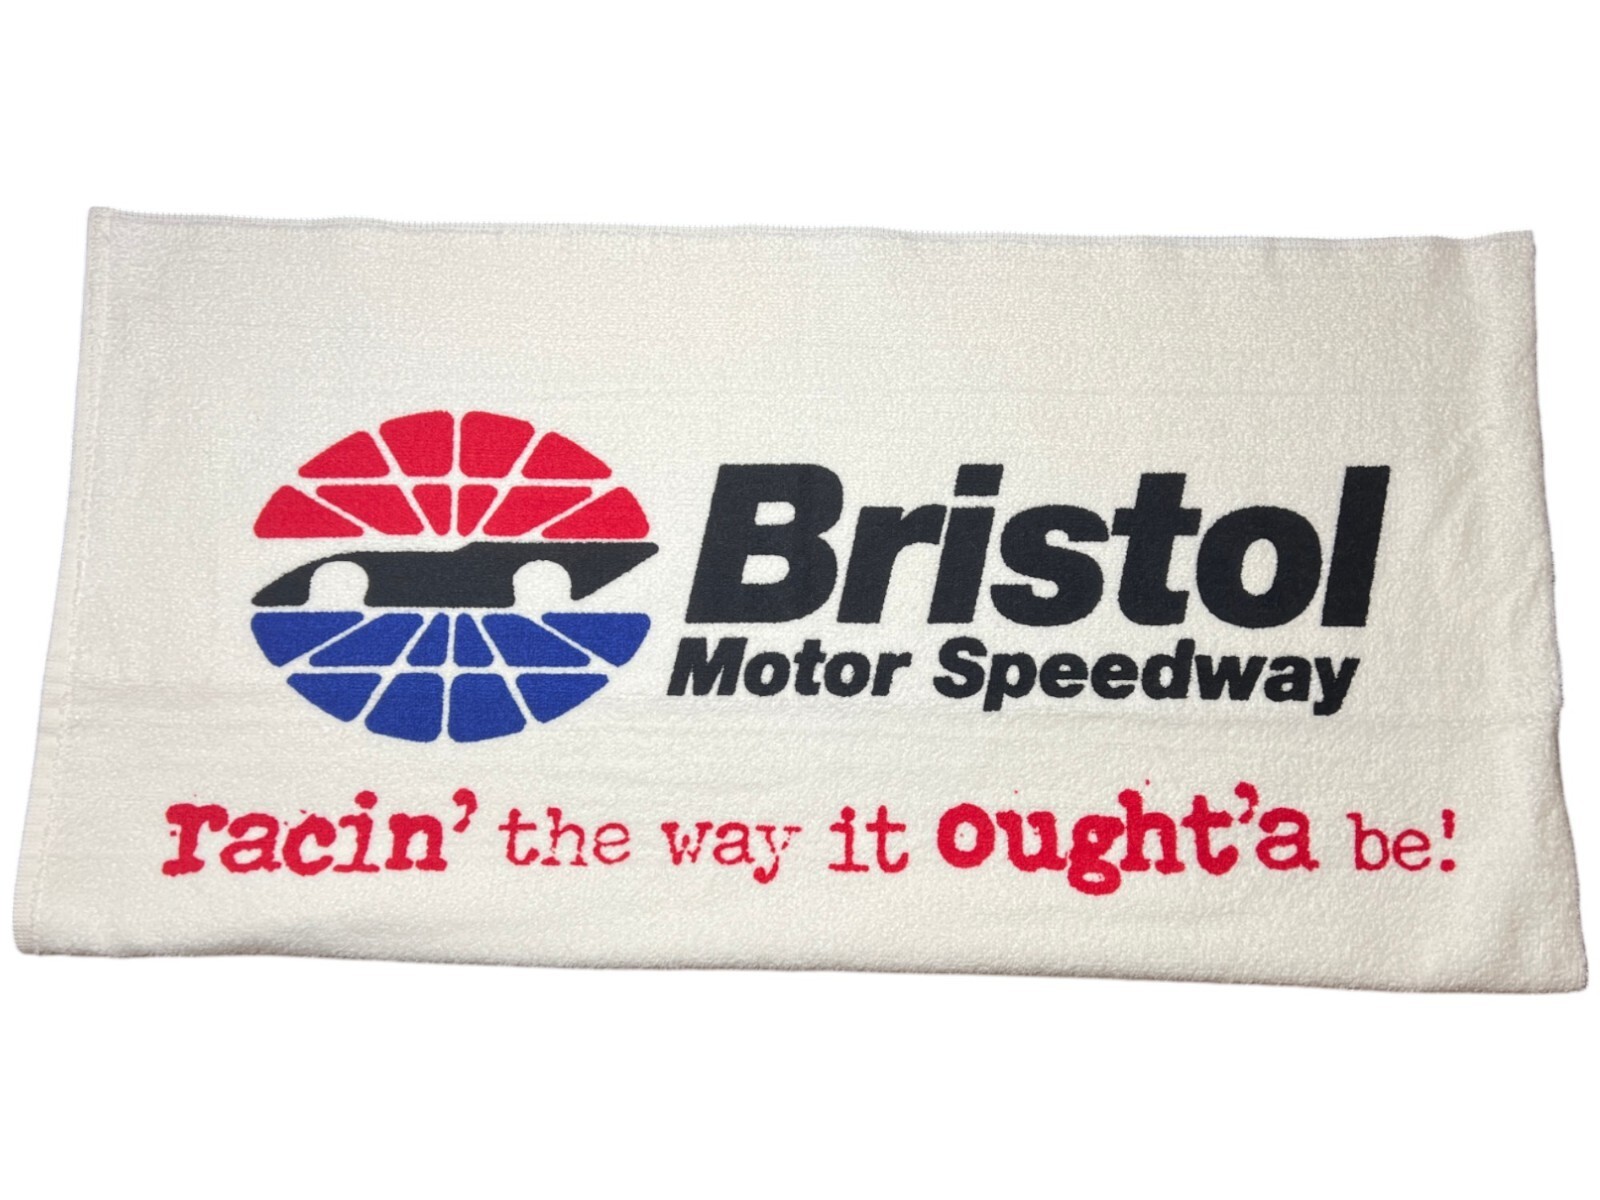 Bristol
Motor Speedway
racin' the way it ought'a be!